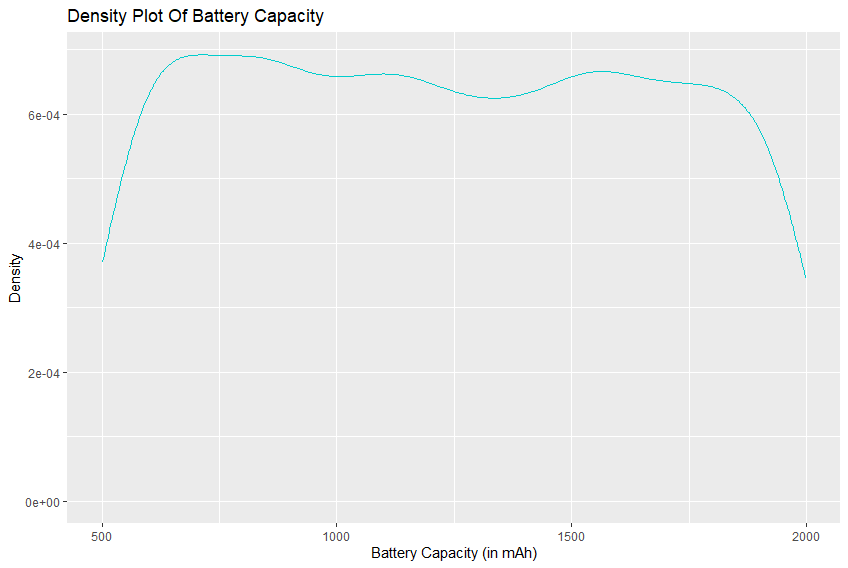 Density Plot Of Battery Capacity
6e-04
4e-04
2e-04
0e+00
Density
500 1000 1500 2000
Battery Capacity (in mAh)